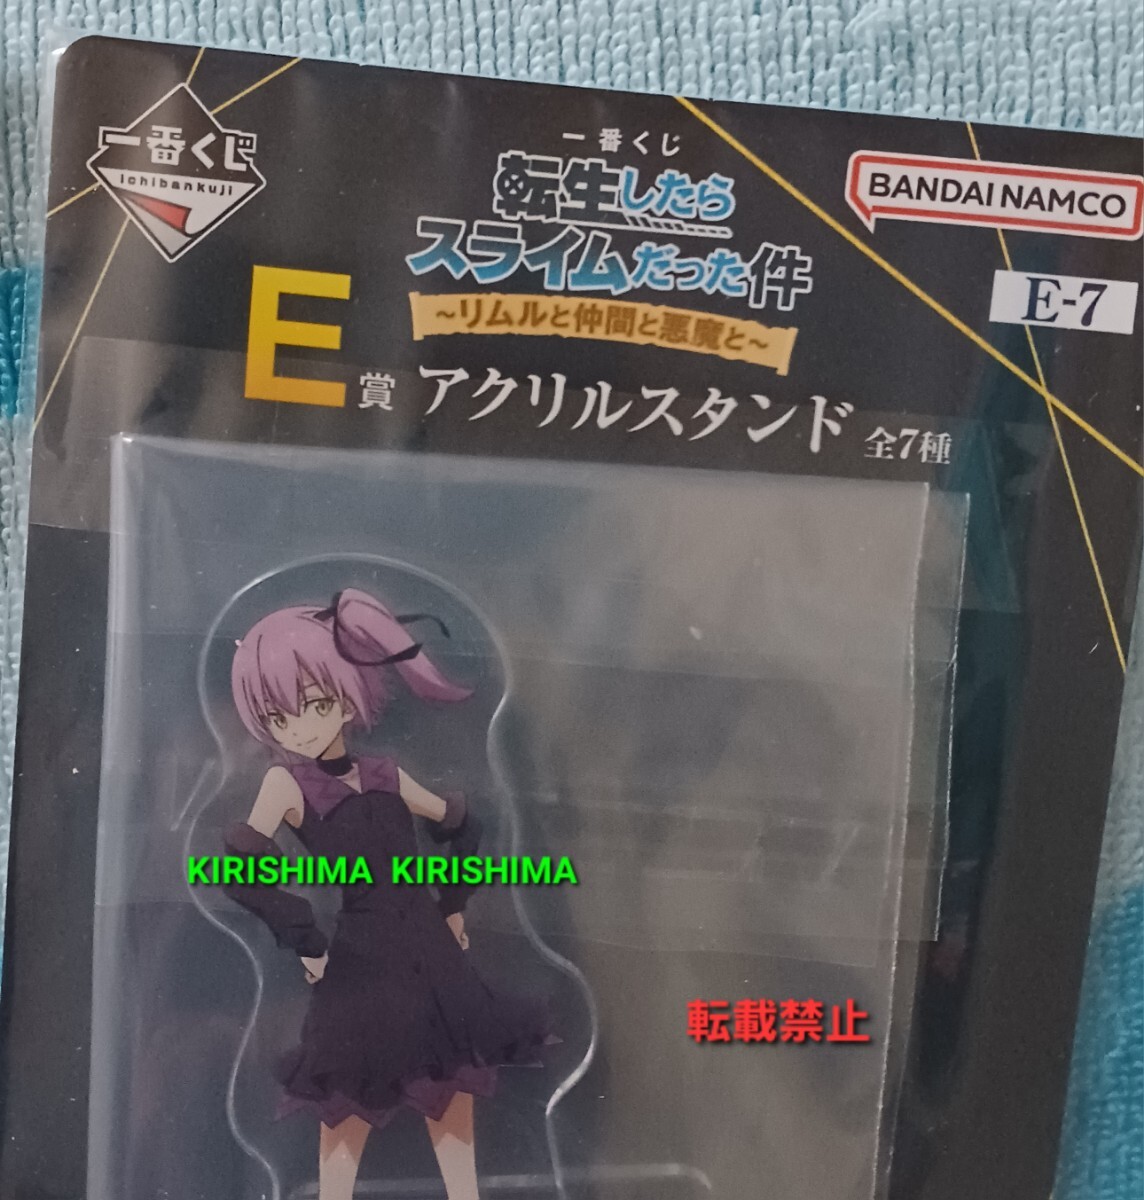 一番くじ
Ichibankuji
一番くじ
転生したら
スライムだった件
～リムルと仲間と悪魔と～
BANDAI NAMCO
E-7
E賞 アクリルスタンド 全7種
KIRISHIMA KIRISHIMA
転載禁止